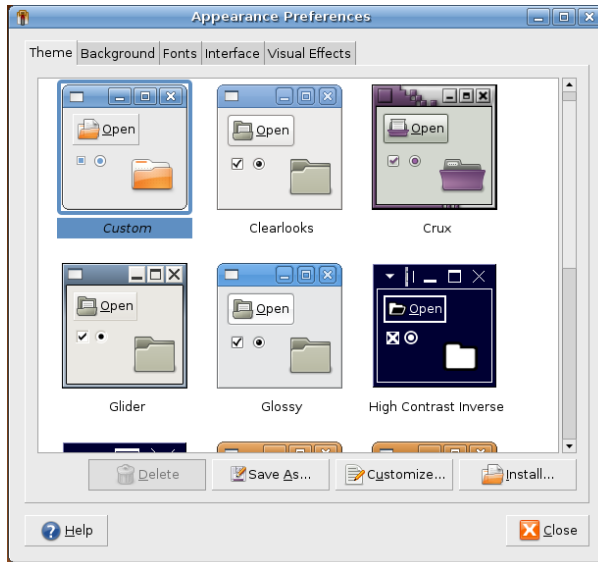 Appearance Preferences
Theme Background Fonts Interface Visual Effects
Open Open Open
Custom Clearlooks Crux
Open Open Open
Glider Glossy High Contrast Inverse
Delete Save As... Customize... Install...
Help Close